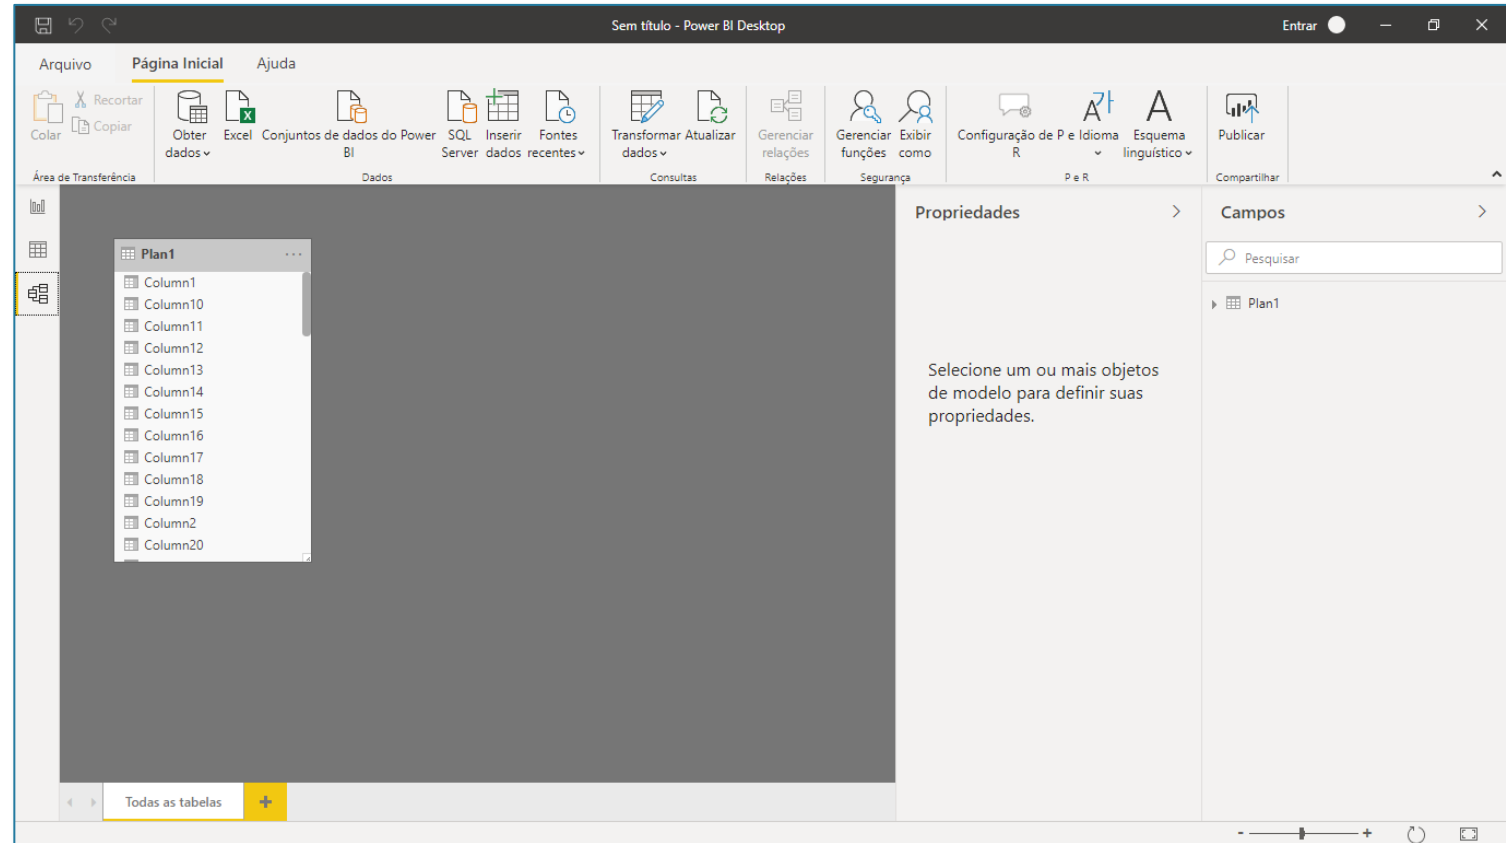 Sem título - Power BI Desktop
Entrar
Arquivo
Página Inicial
Ajuda
Colar
Recortar
Copiar
Área de Transferência
Obter
dados
Excel
Conjuntos de dados do Power
BI
SQL
Server
Inserir
dados
Fontes
recentes
Dados
Transformar
dados
Atualizar
Consultas
Gerenciar
relações
Relações
Gerenciar
funções
Exibir
como
Segurança
Configuração de P e
R
Idioma
Esquema
linguístico
P e R
Publicar
Compartilhar
Plan1
Column1
Column10
Column11
Column12
Column13
Column14
Column15
Column16
Column17
Column18
Column19
Column2
Column20
Propriedades
Selecione um ou mais objetos
de modelo para definir suas
propriedades.
Campos
Pesquisar
Plan1
Todas as tabelas